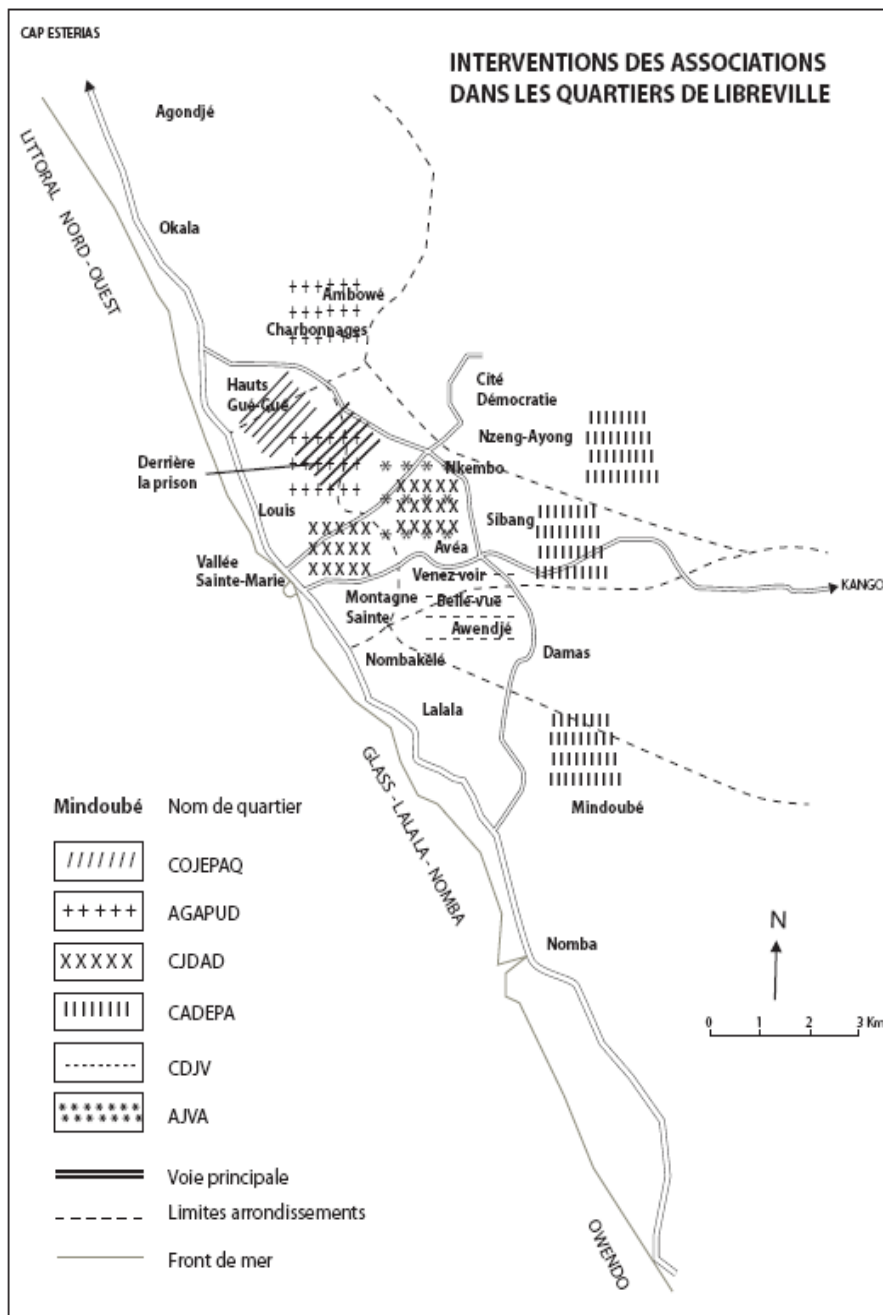 CAP ESTERIAS
INTERVENTIONS DES ASSOCIATIONS
DANS LES QUARTIERS DE LIBREVILLE
Agondjé
LITTORAL NORD-OUEST
Okala
Ambowé
Charbonnages
Hauts
Gué-Gué
Cité
Démocratie
Nzeng-Ayong
Derrière
la prison
Nkembo
Louis
Sibang
Avéa
Vallée
Sainte-Marie
Venez-voir
KANGO
Montagne
Sainte
Belle-vue
Awendjé
Nombakélé
Damas
Lalala
GLASS-LALALA-NOMBA
Mindoubé
Mindoubé Nom de quartier
/ / / / / / / COJEPAQ
+ + + + + AGAPUD
X X X X X CJDAD
CADEPA
CDJV
AJVA
Nomba
N
0 1 2 3 Km
Voie principale
Limites arrondissements
Front de mer
OWENDO